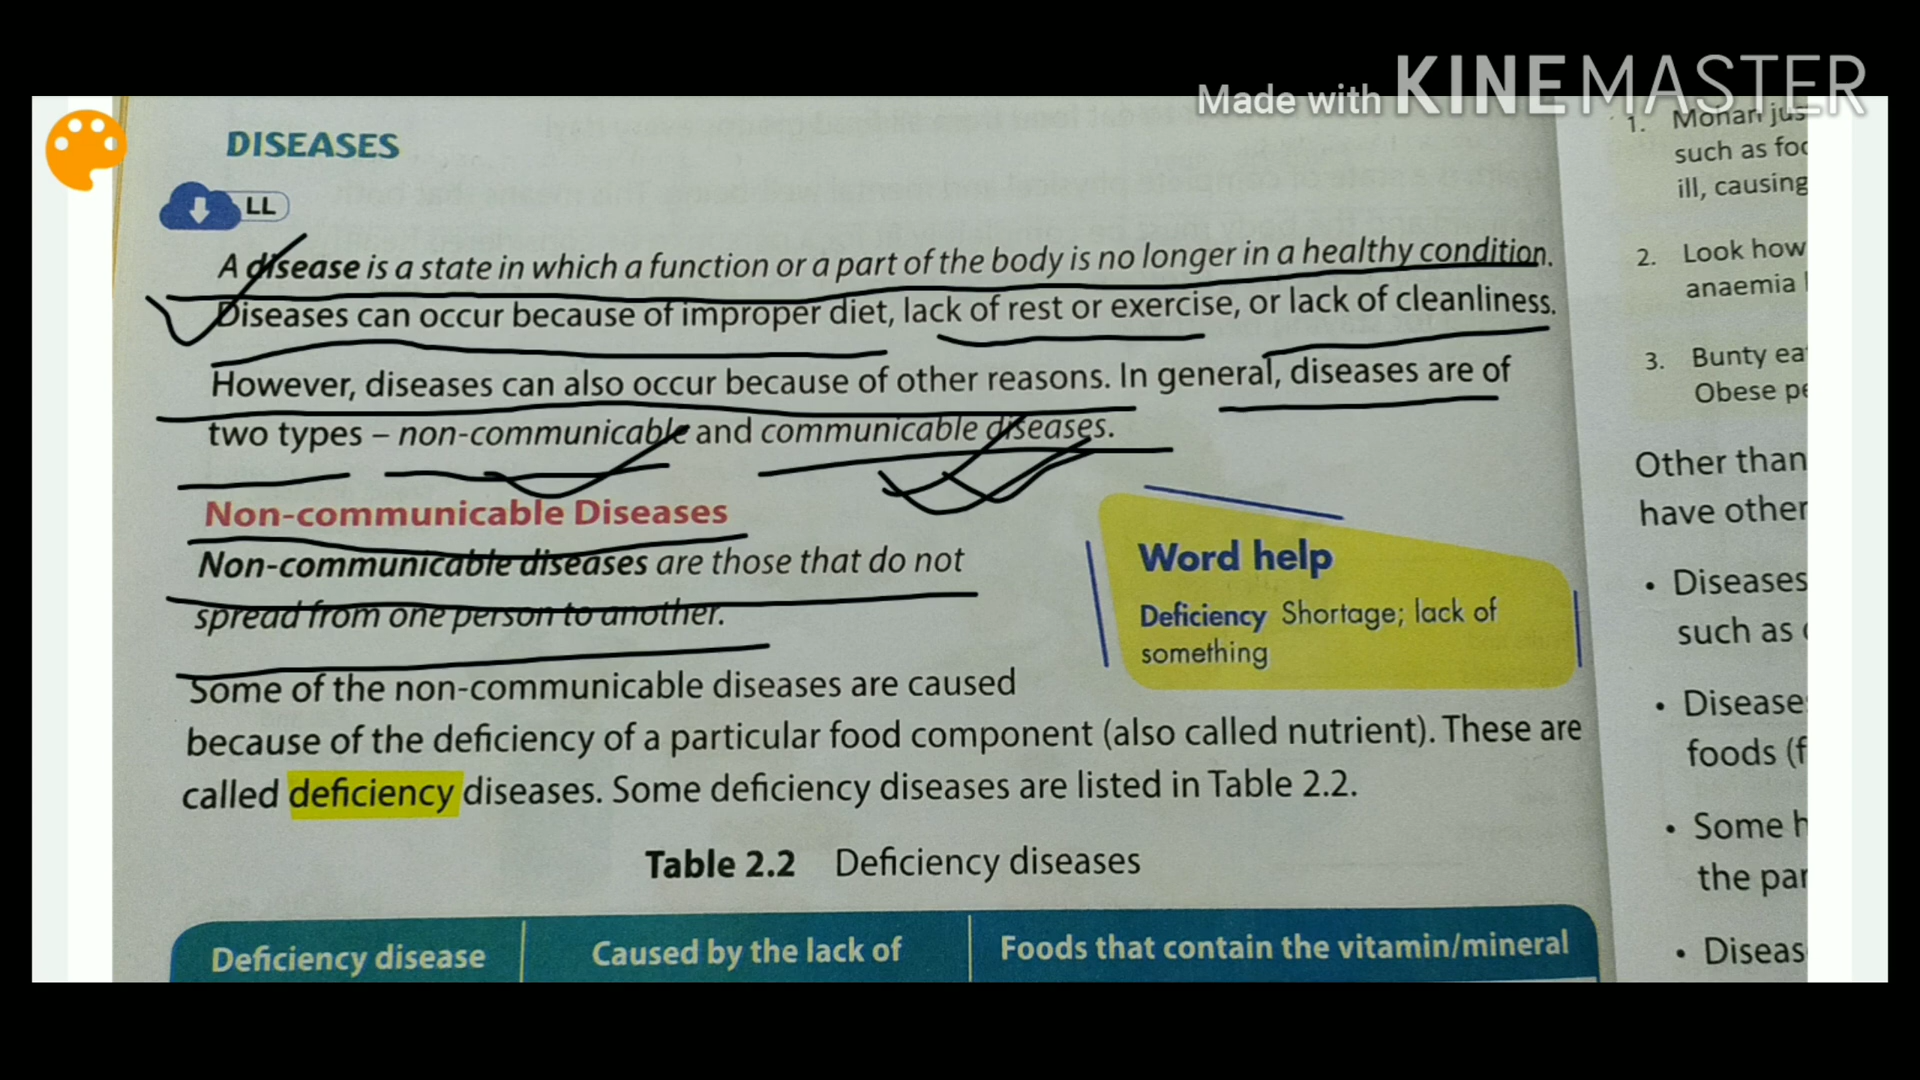 Made with KINEMASTER
DISEASES
LL
A disease is a state in which a function or a part of the body is no longer in a healthy condition.
Diseases can occur because of improper diet, lack of rest or exercise, or lack of cleanliness.
However, diseases can also occur because of other reasons. In general, diseases are of
two types – non-communicable and communicable diseases.
Non-communicable Diseases
Non-communicable diseases are those that do not
spread from one person to another.
Some of the non-communicable diseases are caused
because of the deficiency of a particular food component (also called nutrient). These are
called deficiency diseases. Some deficiency diseases are listed in Table 2.2.
Word help
Deficiency Shortage; lack of
something
Table 2.2 Deficiency diseases
Deficiency disease Caused by the lack of Foods that contain the vitamin/mineral
1. Mohan jus
such as foo
ill, causing
2. Look how
anaemia
3. Bunty ea
Obese pe
Other than
have other
• Diseases
such as
• Disease
foods (f
• Some h
the par
• Diseas